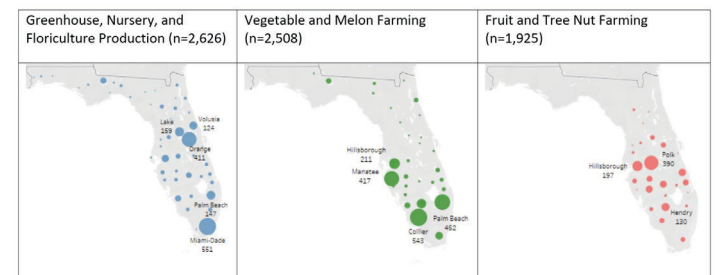 Greenhouse, Nursery, and
Floriculture Production (n=2,626)
Vegetable and Melon Farming
(n=2,508)
Fruit and Tree Nut Farming
(n=1,925)
Lake
159
Volusia
124
Orange
411
Palm Beach
147
Miami-Dade
551
Hillsborough
211
Manatee
417
Palm Beach
452
Collier
543
Polk
390
Hillsborough
197
Hendry
130